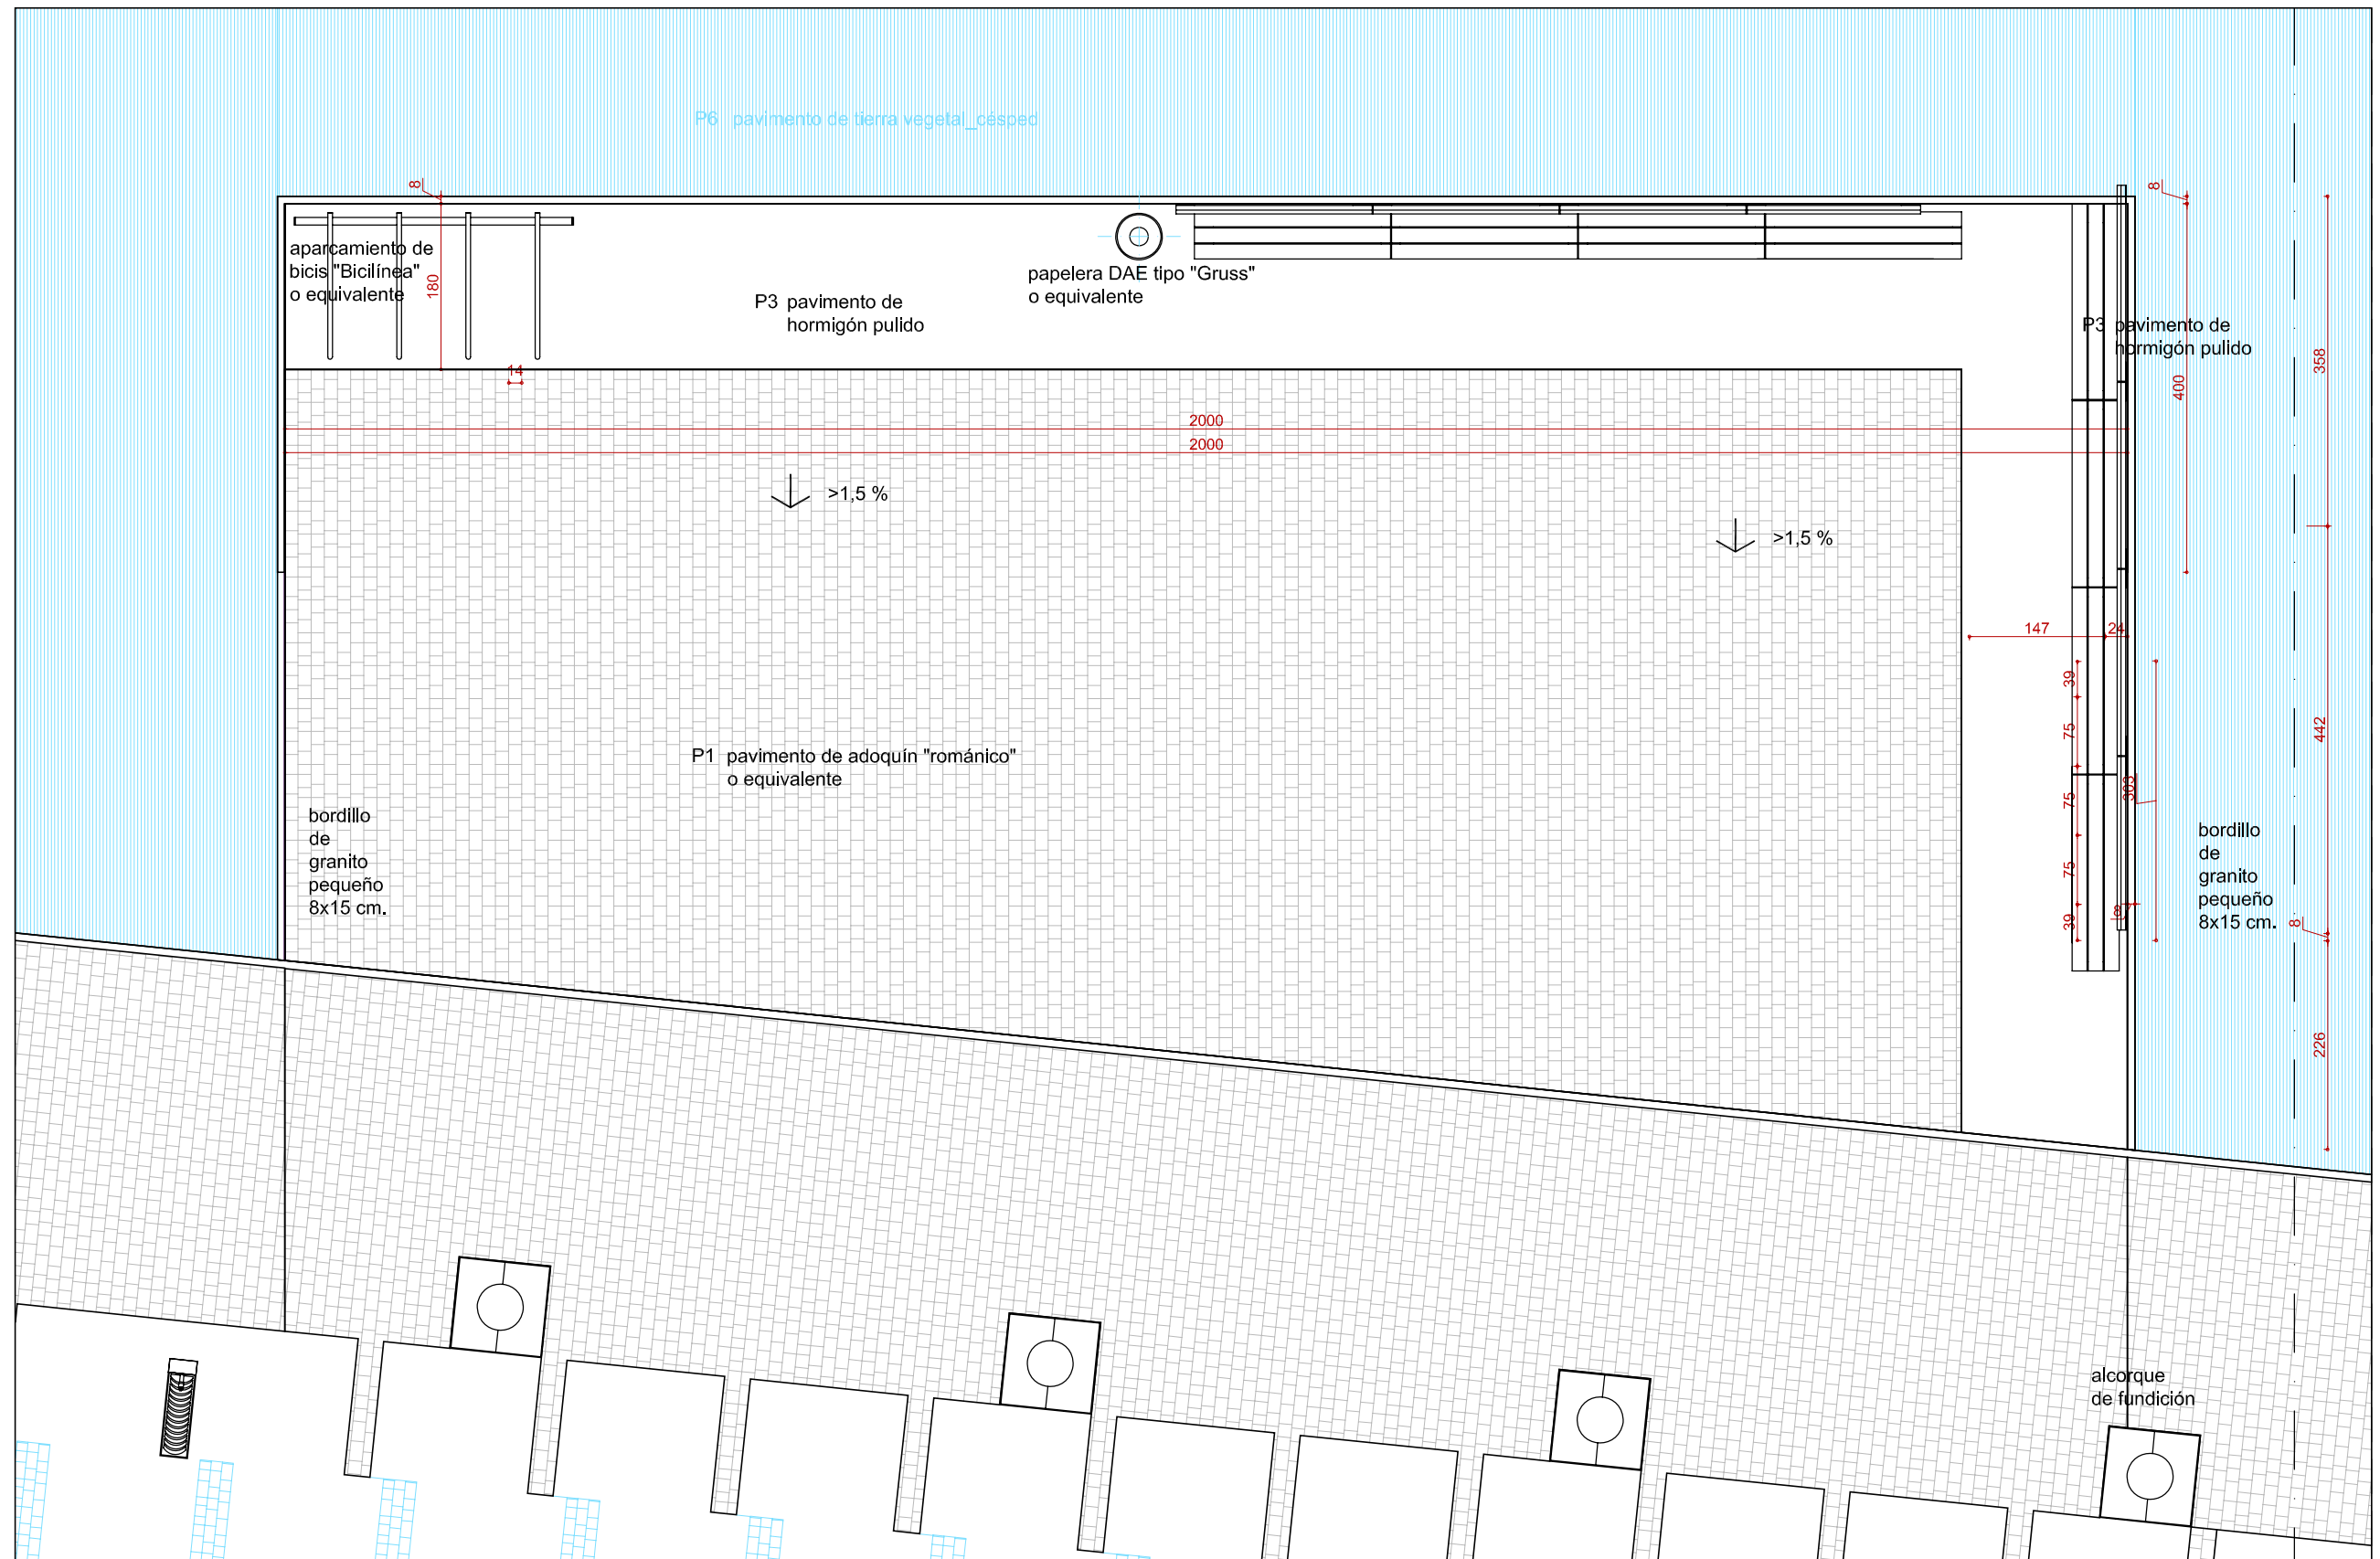 P6 pavimento de tierra vegetal_césped
8
8
aparcamiento de
bicis "Bicilínea"
o equivalente
180
papelera DAE tipo "Gruss"
o equivalente
P3 pavimento de
hormigón pulido
P3 pavimento de
hormigón pulido
358
400
14
2000
2000
>1,5 %
>1,5 %
147
24
39
75
75
75
39
303
442
P1 pavimento de adoquín "románico"
o equivalente
bordillo
de
granito
pequeño
8x15 cm.
bordillo
de
granito
pequeño
8x15 cm.
8
8
226
alcorque
de fundición